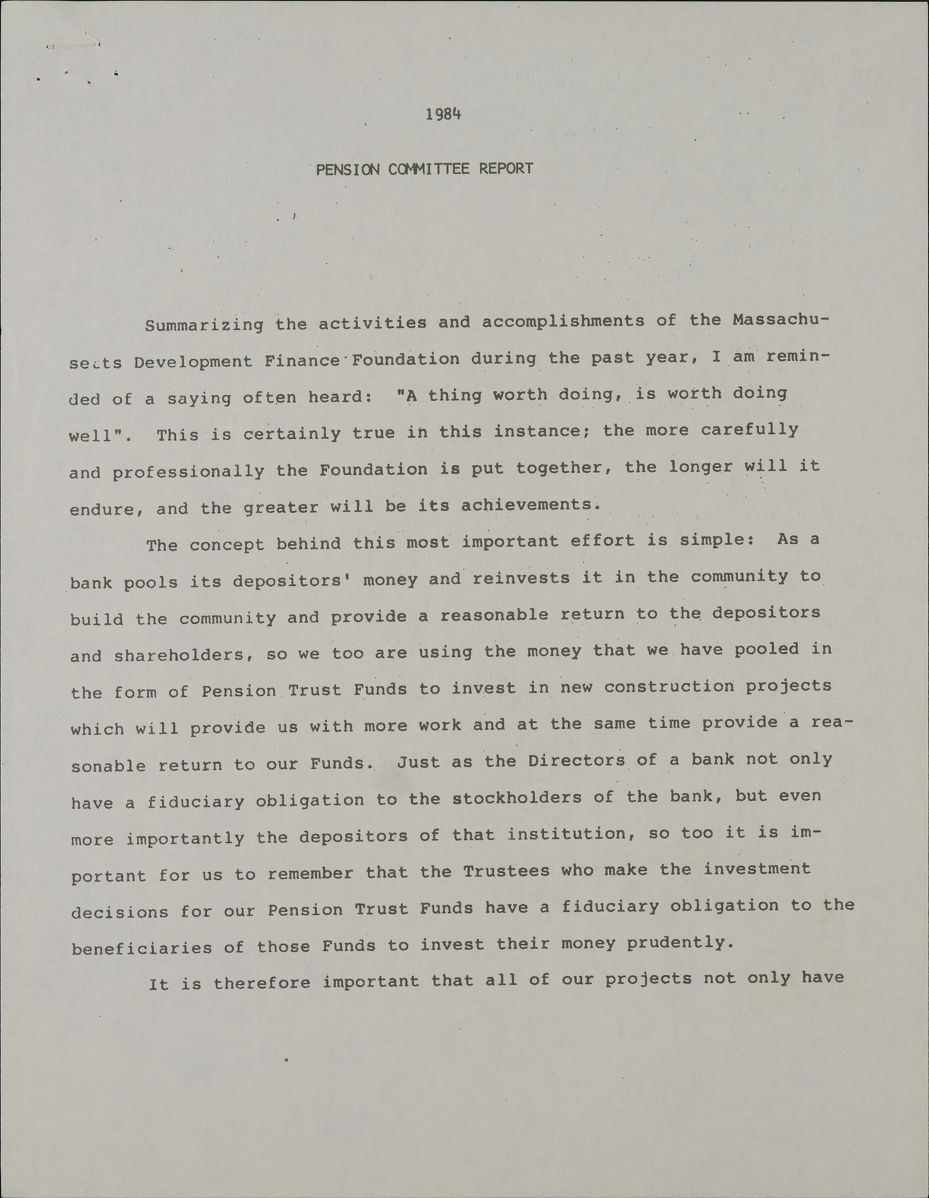 1984
PENSION COMMITTEE REPORT
Summarizing the activities and accomplishments of the Massachu-
setts Development Finance Foundation during the past year, I am remin-
ded of a saying often heard: "A thing worth doing, is worth doing
well". This is certainly true in this instance; the more carefully
and professionally the Foundation is put together, the longer will it
endure, and the greater will be its achievements.
The concept behind this most important effort is simple: As a
bank pools its depositors' money and reinvests it in the community to
build the community and provide a reasonable return to the depositors
and shareholders, so we too are using the money that we have pooled in
the form of Pension Trust Funds to invest in new construction projects
which will provide us with more work and at the same time provide a rea-
sonable return to our Funds. Just as the Directors of a bank not only
have a fiduciary obligation to the stockholders of the bank, but even
more importantly the depositors of that institution, so too it is im-
portant for us to remember that the Trustees who make the investment
decisions for our Pension Trust Funds have a fiduciary obligation to the
beneficiaries of those Funds to invest their money prudently.
It is therefore important that all of our projects not only have